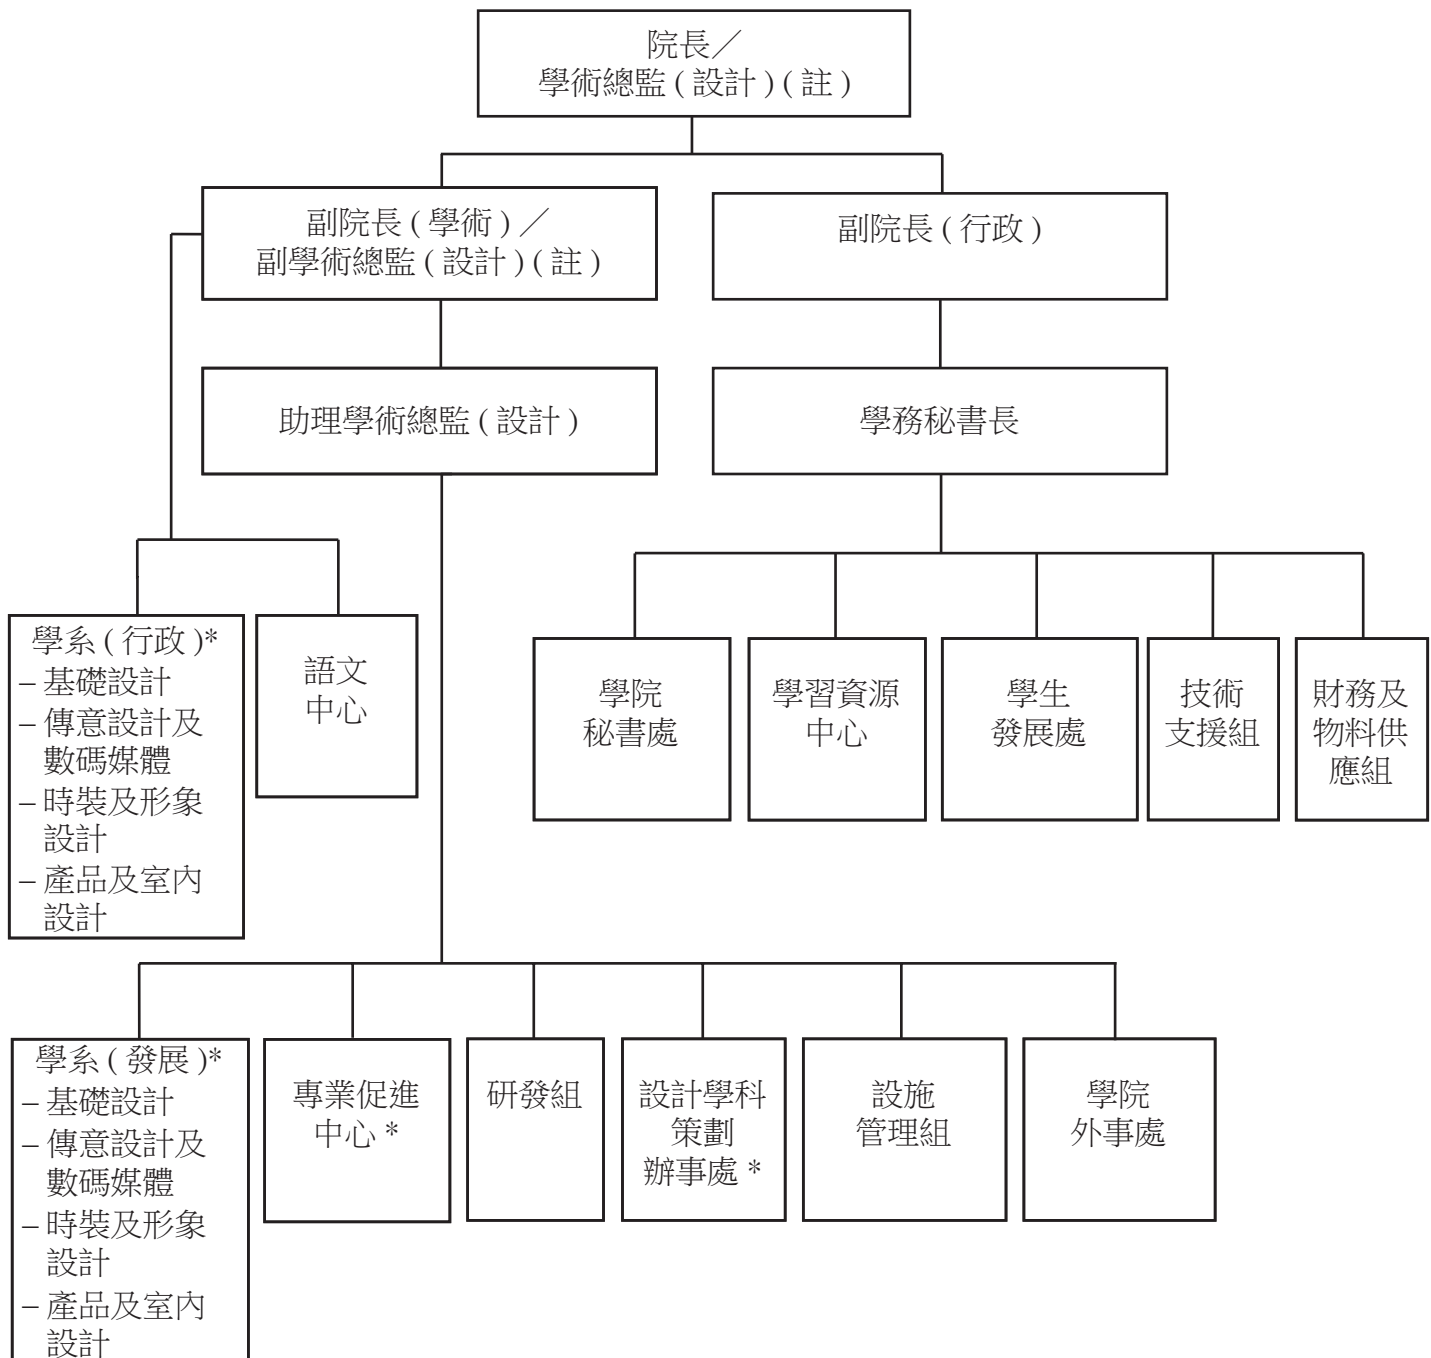 院長／
學術總監(設計)(註)
副院長(學術)／
副學術總監(設計)(註)
副院長(行政)
助理學術總監(設計)
學務秘書長
學系(行政)*
– 基礎設計
– 傳意設計及
數碼媒體
– 時裝及形象
設計
– 產品及室內
設計
語文
中心
學院
秘書處
學習資源
中心
學生
發展處
技術
支援組
財務及
物料供
應組
學系(發展)*
– 基礎設計
– 傳意設計及
數碼媒體
– 時裝及形象
設計
– 產品及室內
設計
專業促進
中心*
研發組
設計學科
策劃
辦事處*
設施
管理組
學院
外事處